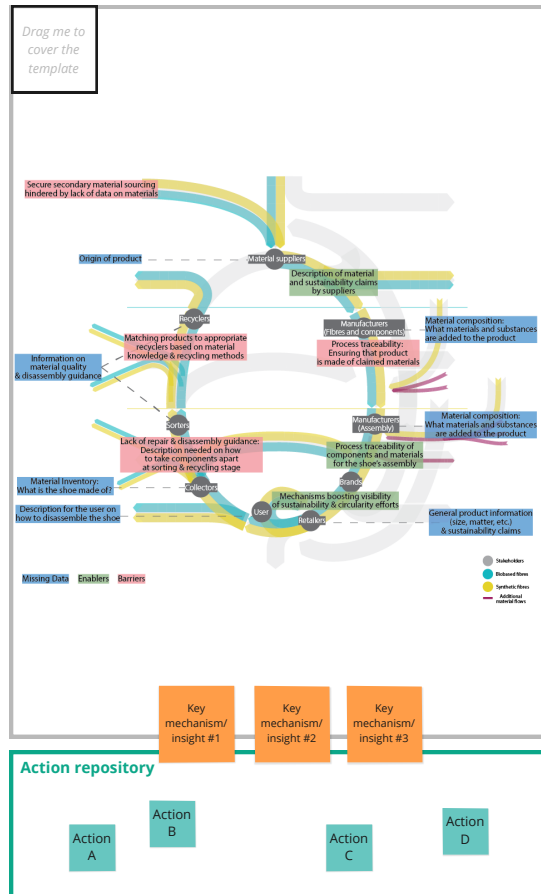 Drag me to
cover the
template
Secure secondary material sourcing
hindered by lack of data on materials
Origin of product
Material suppliers
Description of material
and sustainability claims
by suppliers
Recyclers
Manufacturers
(Fibres and components)
Material composition:
What materials and substances
are added to the product
Matching products to appropriate
recyclers based on material
knowledge & recycling methods
Process traceability:
Ensuring that product
is made of claimed materials
Information on
material quality
& disassembly guidance
Sorters
Manufacturers
(Assembly)
Material composition:
What materials and substances
are added to the product
Lack of repair & disassembly guidance:
Description needed on how
to take components apart
at sorting & recycling stage
Process traceability of
components and materials
for the shoe's assembly
Material Inventory:
What is the shoe made of?
Collectors
Brands
Mechanisms boosting visibility
of sustainability & circularity efforts
Description for the user on
how to disassemble the shoe
User
Retailers
General product information
(size, matter, etc.)
& sustainability claims
Missing Data
Enablers
Barriers
Stakeholders
Biobased fibres
Synthetic fibres
Additional
material flows
Key
mechanism/
insight #1
Key
mechanism/
insight #2
Key
mechanism/
insight #3
Action repository
Action
A
Action
B
Action
C
Action
D